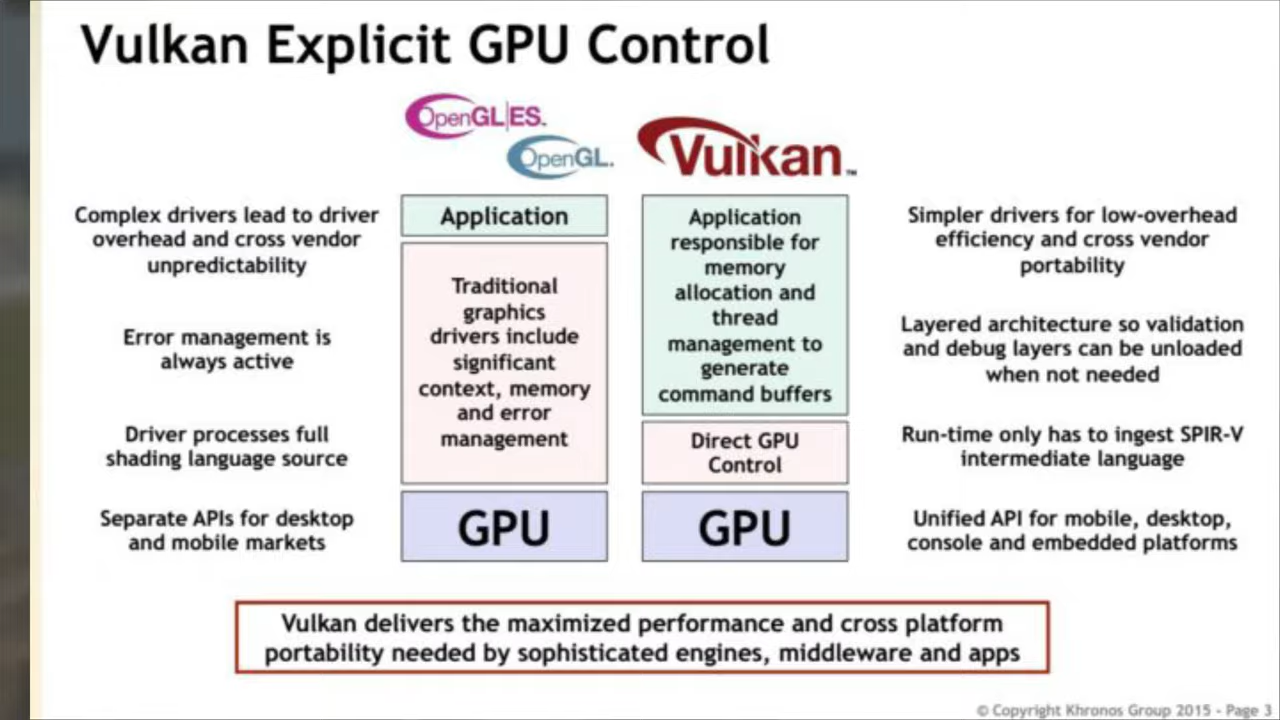 Vulkan Explicit GPU Control
OpenGL|ES.
OpenGL.
Vulkan™
Complex drivers lead to driver
overhead and cross vendor
unpredictability
Error management is
always active
Driver processes full
shading language source
Separate APIs for desktop
and mobile markets
Application
Traditional
graphics
drivers include
significant
context, memory
and error
management
GPU
Application
responsible for
memory
allocation and
thread
management to
generate
command buffers
Direct GPU
Control
GPU
Simpler drivers for low-overhead
efficiency and cross vendor
portability
Layered architecture so validation
and debug layers can be unloaded
when not needed
Run-time only has to ingest SPIR-V
intermediate language
Unified API for mobile, desktop,
console and embedded platforms
Vulkan delivers the maximized performance and cross platform
portability needed by sophisticated engines, middleware and apps
© Copyright Khronos Group 2015 - Page 3